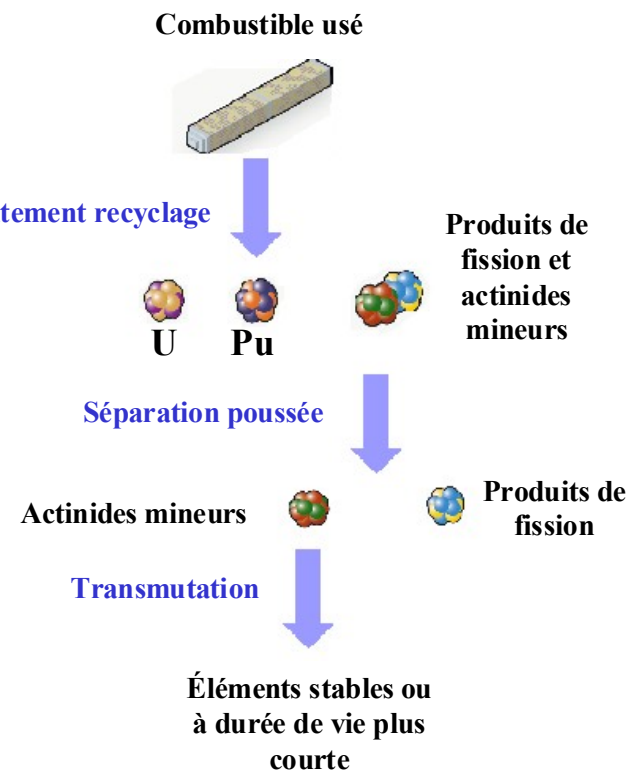 Combustible usé
tement recyclage
Produits de
fission et
actinides
mineurs
U Pu
Séparation poussée
Actinides mineurs
Produits de
fission
Transmutation
Éléments stables ou
à durée de vie plus
courte